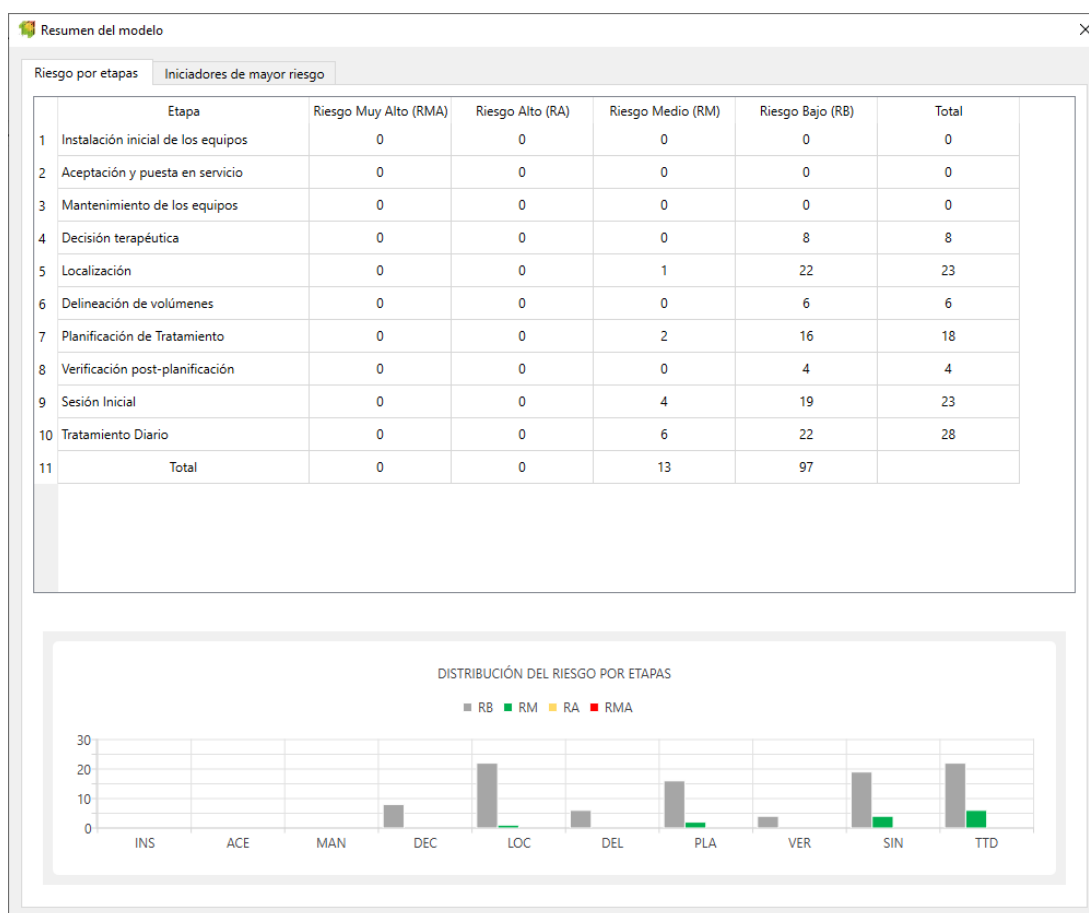 Resumen del modelo
Riesgo por etapas Iniciadores de mayor riesgo
Etapa Riesgo Muy Alto (RMA) Riesgo Alto (RA) Riesgo Medio (RM) Riesgo Bajo (RB) Total
1 Instalación inicial de los equipos 0 0 0 0 0
2 Aceptación y puesta en servicio 0 0 0 0 0
3 Mantenimiento de los equipos 0 0 0 0 0
4 Decisión terapéutica 0 0 0 8 8
5 Localización 0 0 1 22 23
6 Delineación de volúmenes 0 0 0 6 6
7 Planificación de Tratamiento 0 0 2 16 18
8 Verificación post-planificación 0 0 0 4 4
9 Sesión Inicial 0 0 4 19 23
10 Tratamiento Diario 0 0 6 22 28
11 Total 0 0 13 97
DISTRIBUCIÓN DEL RIESGO POR ETAPAS
RB RM RA RMA
30
20
10
0
INS ACE MAN DEC LOC DEL PLA VER SIN TTD